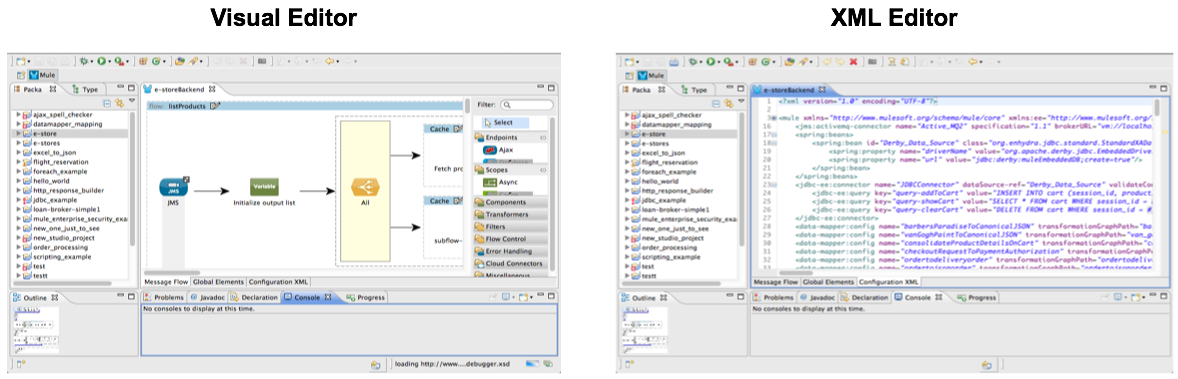 Visual Editor
XML Editor
Mule
Packa
Type
e-storeBackend
ajax_spell_checker
datamapper_mapping
e-store
e-stores
excel_to_json
flight_reservation
foreach_example
hello_world
http_response_builder
jdbc_example
loan-broker-simple1
mule_enterprise_security_exa
new_one_just_to_see
new_studio_project
order_processing
scripting_example
test
testt
flow: listProducts
JMS
Variable
Initialize output list
All
Cache
Fetch pro
Cache
subflow-
Filter:
Select
Endpoints
Ajax
Scopes
Async
Components
Transformers
Filters
Flow Control
Error Handling
Cloud Connectors
Miscellaneous
Message Flow Global Elements Configuration XML
Outline
Problems Javadoc Declaration Console Progress
No consoles to display at this time.
loading http://www....debugger.xsd
Mule
Packa
Type
e-storeBackend
ajax_spell_checker
datamapper_mapping
e-store
e-stores
excel_to_json
flight_reservation
foreach_example
hello_world
http_response_builder
jdbc_example
loan-broker-simple1
mule_enterprise_security_exa
new_one_just_to_see
new_studio_project
order_processing
scripting_example
test
testt
1 <?xml version="1.0" encoding="UTF-8"?>
2
3 <mule xmlns="http://www.mulesoft.org/schema/mule/core" xmlns:xm="http://www.mulesoft.org/
16 <jms:activemq-connector name="Active_MQ2" specification="1.1" brokerURL="vm://localho
17 <spring:beans>
18 <spring:bean id="Derby_Data_Source" class="org.enhydra.jdbc.standard.StandardXADa
19 <spring:property name="driverName" value="org.apache.derby.jdbc.EmbeddedDrive
20 <spring:property name="url" value="jdbc:derby:muleEmbeddedDB;create=true"/>
21 </spring:bean>
22 </spring:beans>
23 <jdbc-ee:connector name="JDBCConnector" dataSource-ref="Derby_Data_Source" validateCo
24 <jdbc-ee:query key="query-addToCart" value="INSERT INTO cart (session_id, product
25 <jdbc-ee:query key="query-showCart" value="SELECT * FROM cart WHERE session_id =
26 <jdbc-ee:query key="query-clearCart" value="DELETE FROM cart WHERE session_id = #
27 </jdbc-ee:connector>
28 <data-mapper:config name="barbersParadiseToCanonicalJSON" transformationGraphPath="ba
29 <data-mapper:config name="vanGoghPaintToCanonicalJSON" transformationGraphPath="van_g
30 <data-mapper:config name="consolidateProductDetailsOnCart" transformationGraphPath="c
31 <data-mapper:config name="checkoutRequestToPaymentAuthorization" transformationGraphP
32 <data-mapper:config name="ordertodeliveryorder" transformationGraphPath="ordertodeliv
Message Flow Global Elements Configuration XML
Outline
Problems Javadoc Declaration Console Progress
No consoles to display at this time.